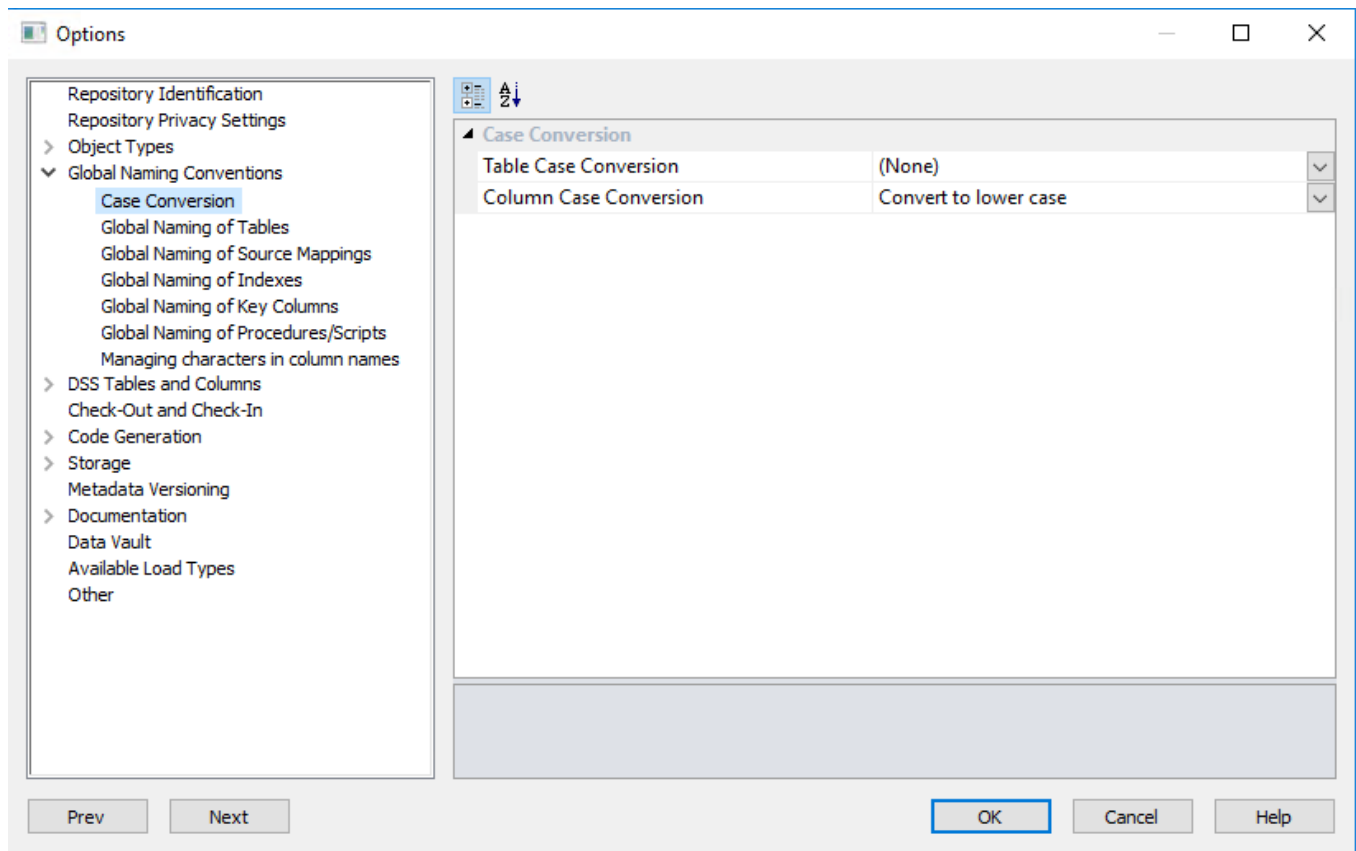 Options
Repository Identification
Repository Privacy Settings
Object Types
Global Naming Conventions
Case Conversion
Global Naming of Tables
Global Naming of Source Mappings
Global Naming of Indexes
Global Naming of Key Columns
Global Naming of Procedures/Scripts
Managing characters in column names
DSS Tables and Columns
Check-Out and Check-In
Code Generation
Storage
Metadata Versioning
Documentation
Data Vault
Available Load Types
Other
Case Conversion
Table Case Conversion (None)
Column Case Conversion Convert to lower case
Prev Next OK Cancel Help